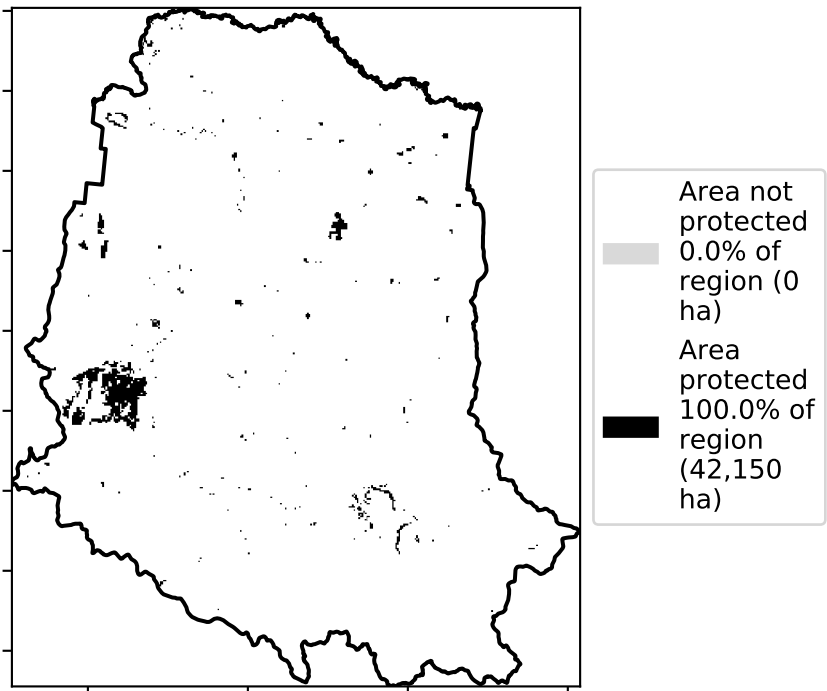 Area not
protected
0.0% of
region (0
ha)
Area
protected
100.0% of
region
(42,150
ha)